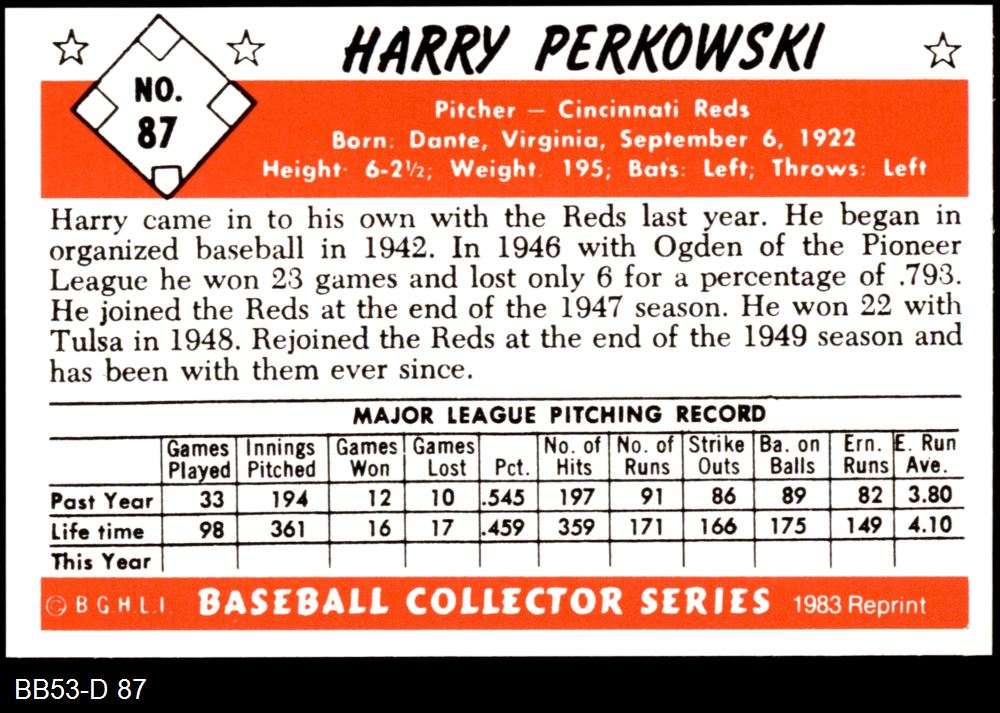 HARRY PERKOWSKI
NO.
87
Pitcher — Cincinnati Reds
Born: Dante, Virginia, September 6, 1922
Height: 6-2½; Weight 195; Bats: Left; Throws: Left
Harry came in to his own with the Reds last year. He began in
organized baseball in 1942. In 1946 with Ogden of the Pioneer
League he won 23 games and lost only 6 for a percentage of .793.
He joined the Reds at the end of the 1947 season. He won 22 with
Tulsa in 1948. Rejoined the Reds at the end of the 1949 season and
has been with them ever since.
MAJOR LEAGUE PITCHING RECORD
Games Innings Games Games No. of No. of Strike Ba. on Ern. E. Run
Played Pitched Won Lost Pct. Hits Runs Outs Balls Runs Ave.
Past Year 33 194 12 10 .545 197 91 86 89 82 3.80
Life time 98 361 16 17 .459 359 171 166 175 149 4.10
This Year
© B G H.L.I. BASEBALL COLLECTOR SERIES 1983 Reprint
BB53-D 87